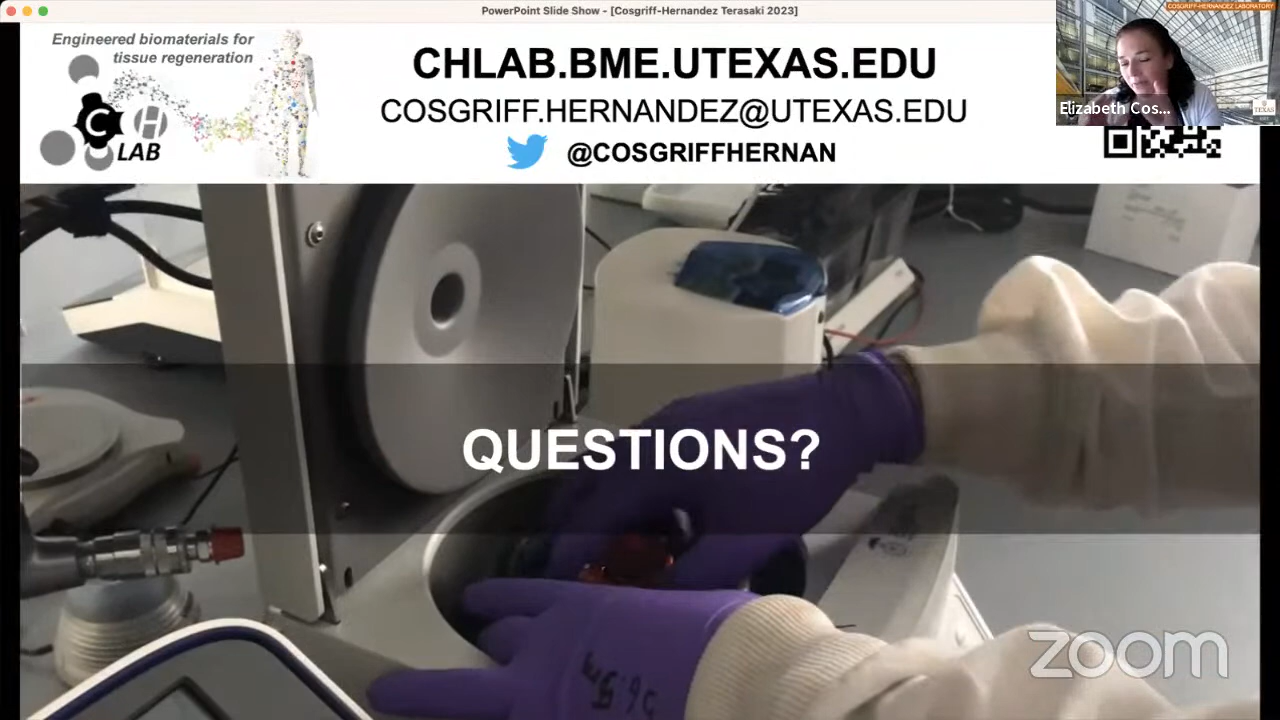 PowerPoint Slide Show - [Cosgriff-Hernandez Terasaki 2023]
COSGRIFF-HERNANDEZ LABORATORY
Engineered biomaterials for
tissue regeneration
C H
LAB
CHLAB.BME.UTEXAS.EDU
COSGRIFF.HERNANDEZ@UTEXAS.EDU
@COSGRIFFHERNAN
Elizabeth Cos...
TEXAS
QUESTIONS?
zoom